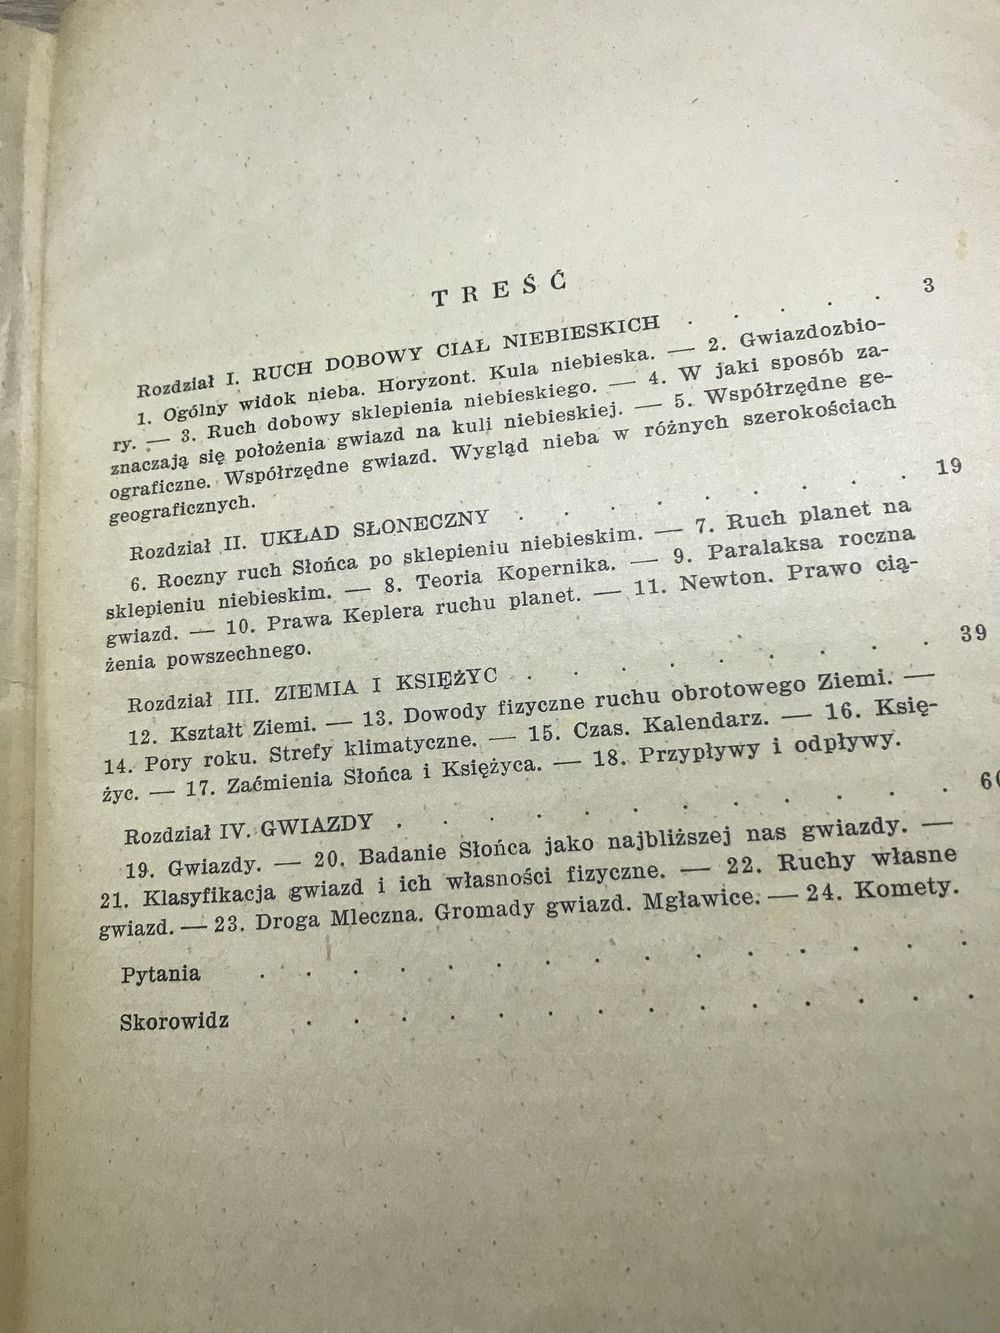 TREŚĆ
Rozdział I. RUCH DOBOWY CIAŁ NIEBIESKICH . . . . . 3
1. Ogólny widok nieba. Horyzont. Kula niebieska. — 2. Gwiazdozbio-
ry. — 3. Ruch dobowy sklepienia niebieskiego. — 4. W jaki sposób za-
znaczają się położenia gwiazd na kuli niebieskiej. — 5. Współrzędne ge-
ograficzne. Współrzędne gwiazd. Wygląd nieba w różnych szerokościach
geograficznych.
Rozdział II. UKŁAD SŁONECZNY . . . . . . . . . 19
6. Roczny ruch Słońca po sklepieniu niebieskim. — 7. Ruch planet na
sklepieniu niebieskim. — 8. Teoria Kopernika. — 9. Paralaksa roczna
gwiazd. — 10. Prawa Keplera ruchu planet. — 11. Newton. Prawo cią-
żenia powszechnego.
Rozdział III. ZIEMIA I KSIĘŻYC . . . . . . . . . 39
12. Kształt Ziemi. — 13. Dowody fizyczne ruchu obrotowego Ziemi. —
14. Pory roku. Strefy klimatyczne. — 15. Czas. Kalendarz. — 16. Księ-
życ. — 17. Zaćmienia Słońca i Księżyca. — 18. Przypływy i odpływy.
Rozdział IV. GWIAZDY . . . . . . . . . . . . 60
19. Gwiazdy. — 20. Badanie Słońca jako najbliższej nas gwiazdy. —
21. Klasyfikacja gwiazd i ich własności fizyczne. — 22. Ruchy własne
gwiazd. — 23. Droga Mleczna. Gromady gwiazd. Mgławice. — 24. Komety.
Pytania . . . . . . . . . . . . . . .
Skorowidz . . . . . . . . . . . . . .